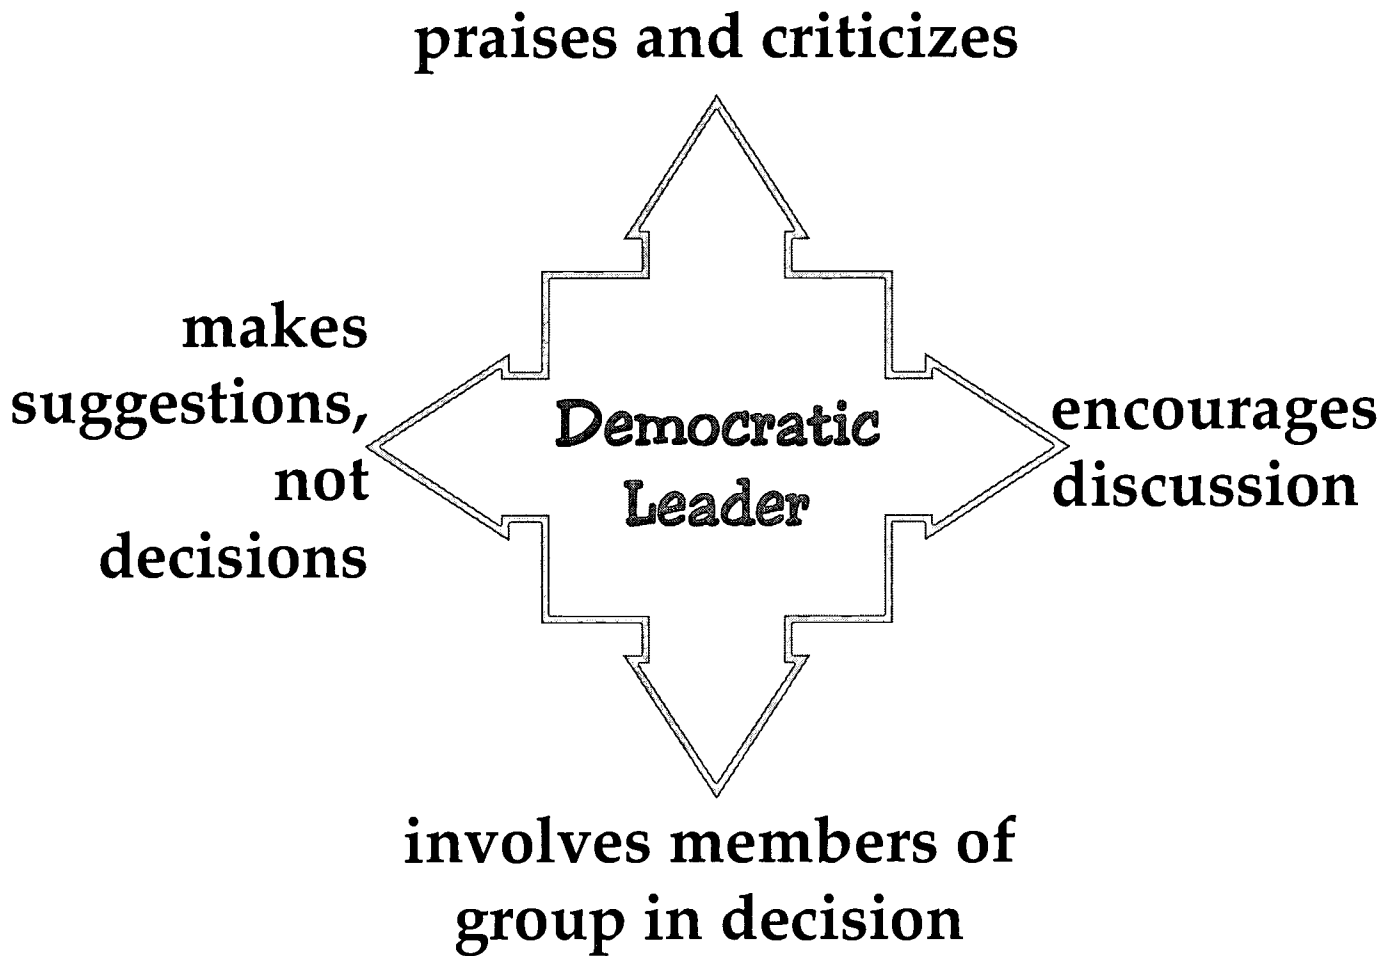 praises and criticizes
makes
suggestions,
not
decisions
Democratic
Leader
encourages
discussion
involves members of
group in decision